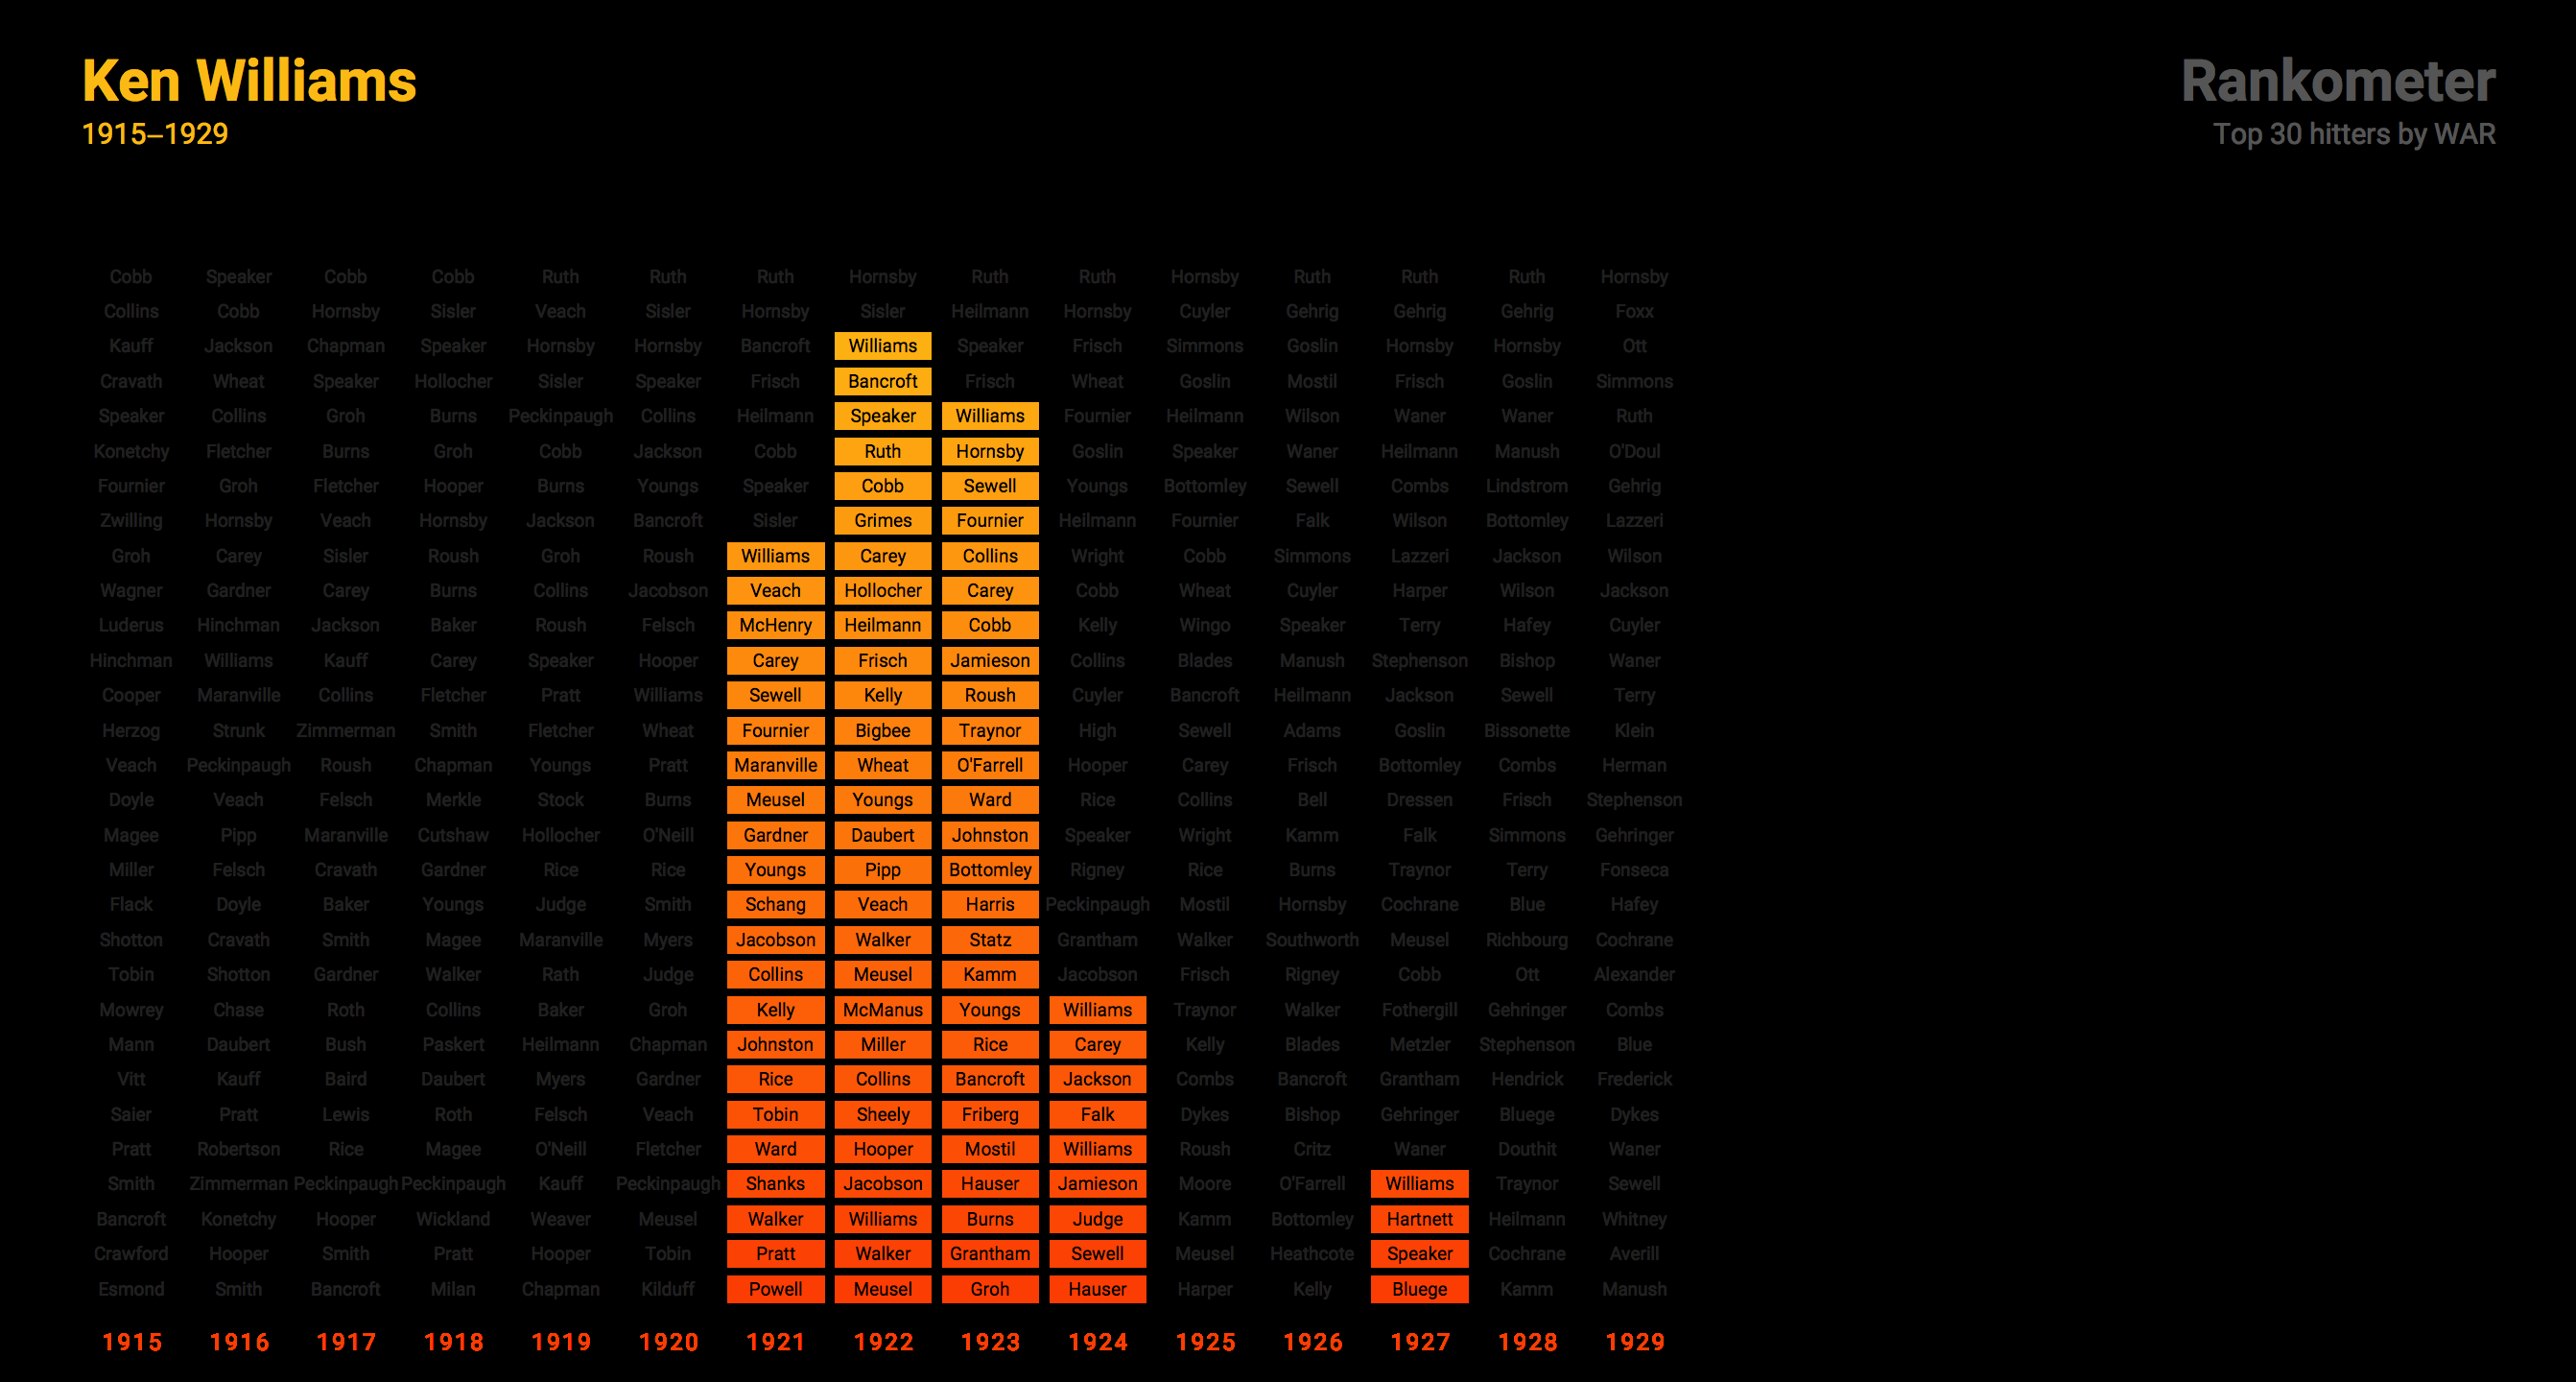 Ken Williams
1915–1929
Rankometer
Top 30 hitters by WAR
Cobb Speaker Cobb Cobb Ruth Ruth Ruth Hornsby Ruth Ruth Hornsby Ruth Ruth Ruth Hornsby
Collins Cobb Hornsby Sisler Veach Sisler Hornsby Sisler Heilmann Hornsby Cuyler Gehrig Gehrig Gehrig Foxx
Kauff Jackson Chapman Speaker Hornsby Hornsby Bancroft Williams Speaker Frisch Simmons Goslin Hornsby Hornsby Ott
Cravath Wheat Speaker Hollocher Sisler Speaker Frisch Bancroft Frisch Wheat Goslin Mostil Frisch Goslin Simmons
Speaker Collins Groh Burns Peckinpaugh Collins Heilmann Speaker Williams Fournier Heilmann Wilson Waner Waner Ruth
Konetchy Fletcher Burns Groh Cobb Jackson Cobb Ruth Hornsby Goslin Speaker Waner Heilmann Manush O'Doul
Fournier Groh Fletcher Hooper Burns Youngs Speaker Cobb Sewell Youngs Bottomley Sewell Combs Lindstrom Gehrig
Zwilling Hornsby Veach Hornsby Jackson Bancroft Sisler Grimes Fournier Heilmann Fournier Falk Wilson Bottomley Lazzeri
Groh Carey Sisler Roush Groh Roush Williams Carey Collins Wright Cobb Simmons Lazzeri Jackson Wilson
Wagner Gardner Carey Burns Collins Jacobson Veach Hollocher Carey Cobb Wheat Cuyler Harper Wilson Jackson
Luderus Hinchman Jackson Baker Roush Felsch McHenry Heilmann Cobb Kelly Wingo Speaker Terry Hafey Cuyler
Hinchman Williams Kauff Carey Speaker Hooper Carey Frisch Jamieson Collins Blades Manush Stephenson Bishop Waner
Cooper Maranville Collins Fletcher Pratt Williams Sewell Kelly Roush Cuyler Bancroft Heilmann Jackson Sewell Terry
Herzog Strunk Zimmerman Smith Fletcher Wheat Fournier Bigbee Traynor High Sewell Adams Goslin Bissonette Klein
Veach Peckinpaugh Roush Chapman Youngs Pratt Maranville Wheat O'Farrell Hooper Carey Frisch Bottomley Combs Herman
Doyle Veach Felsch Merkle Stock Burns Meusel Youngs Ward Rice Collins Bell Dressen Frisch Stephenson
Magee Pipp Maranville Cutshaw Hollocher O'Neill Gardner Daubert Johnston Speaker Wright Kamm Falk Simmons Gehringer
Miller Felsch Cravath Gardner Rice Rice Youngs Pipp Bottomley Rigney Rice Burns Traynor Terry Fonseca
Flack Doyle Baker Youngs Judge Smith Schang Veach Harris Peckinpaugh Mostil Hornsby Cochrane Blue Hafey
Shotton Cravath Smith Magee Maranville Myers Jacobson Walker Statz Grantham Walker Southworth Meusel Richbourg Cochrane
Tobin Shotton Gardner Walker Rath Judge Collins Meusel Kamm Jacobson Frisch Rigney Cobb Ott Alexander
Mowrey Chase Roth Collins Baker Groh Kelly McManus Youngs Williams Traynor Walker Fothergill Gehringer Combs
Mann Daubert Bush Paskert Heilmann Chapman Johnston Miller Rice Carey Kelly Blades Metzler Stephenson Blue
Vitt Kauff Baird Daubert Myers Gardner Rice Collins Bancroft Jackson Combs Bancroft Grantham Hendrick Frederick
Saier Pratt Lewis Roth Felsch Veach Tobin Sheely Friberg Falk Dykes Bishop Gehringer Bluege Dykes
Pratt Robertson Rice Magee O'Neill Fletcher Ward Hooper Mostil Williams Roush Critz Waner Douthit Waner
Smith Zimmerman Peckinpaugh Peckinpaugh Kauff Peckinpaugh Shanks Jacobson Hauser Jamieson Moore O'Farrell Williams Traynor Sewell
Bancroft Konetchy Hooper Wickland Weaver Meusel Walker Williams Burns Judge Kamm Bottomley Hartnett Heilmann Whitney
Crawford Hooper Smith Pratt Hooper Tobin Pratt Walker Grantham Sewell Meusel Heathcote Speaker Cochrane Averill
Esmond Smith Bancroft Milan Chapman Kilduff Powell Meusel Groh Hauser Harper Kelly Bluege Kamm Manush
1915 1916 1917 1918 1919 1920 1921 1922 1923 1924 1925 1926 1927 1928 1929